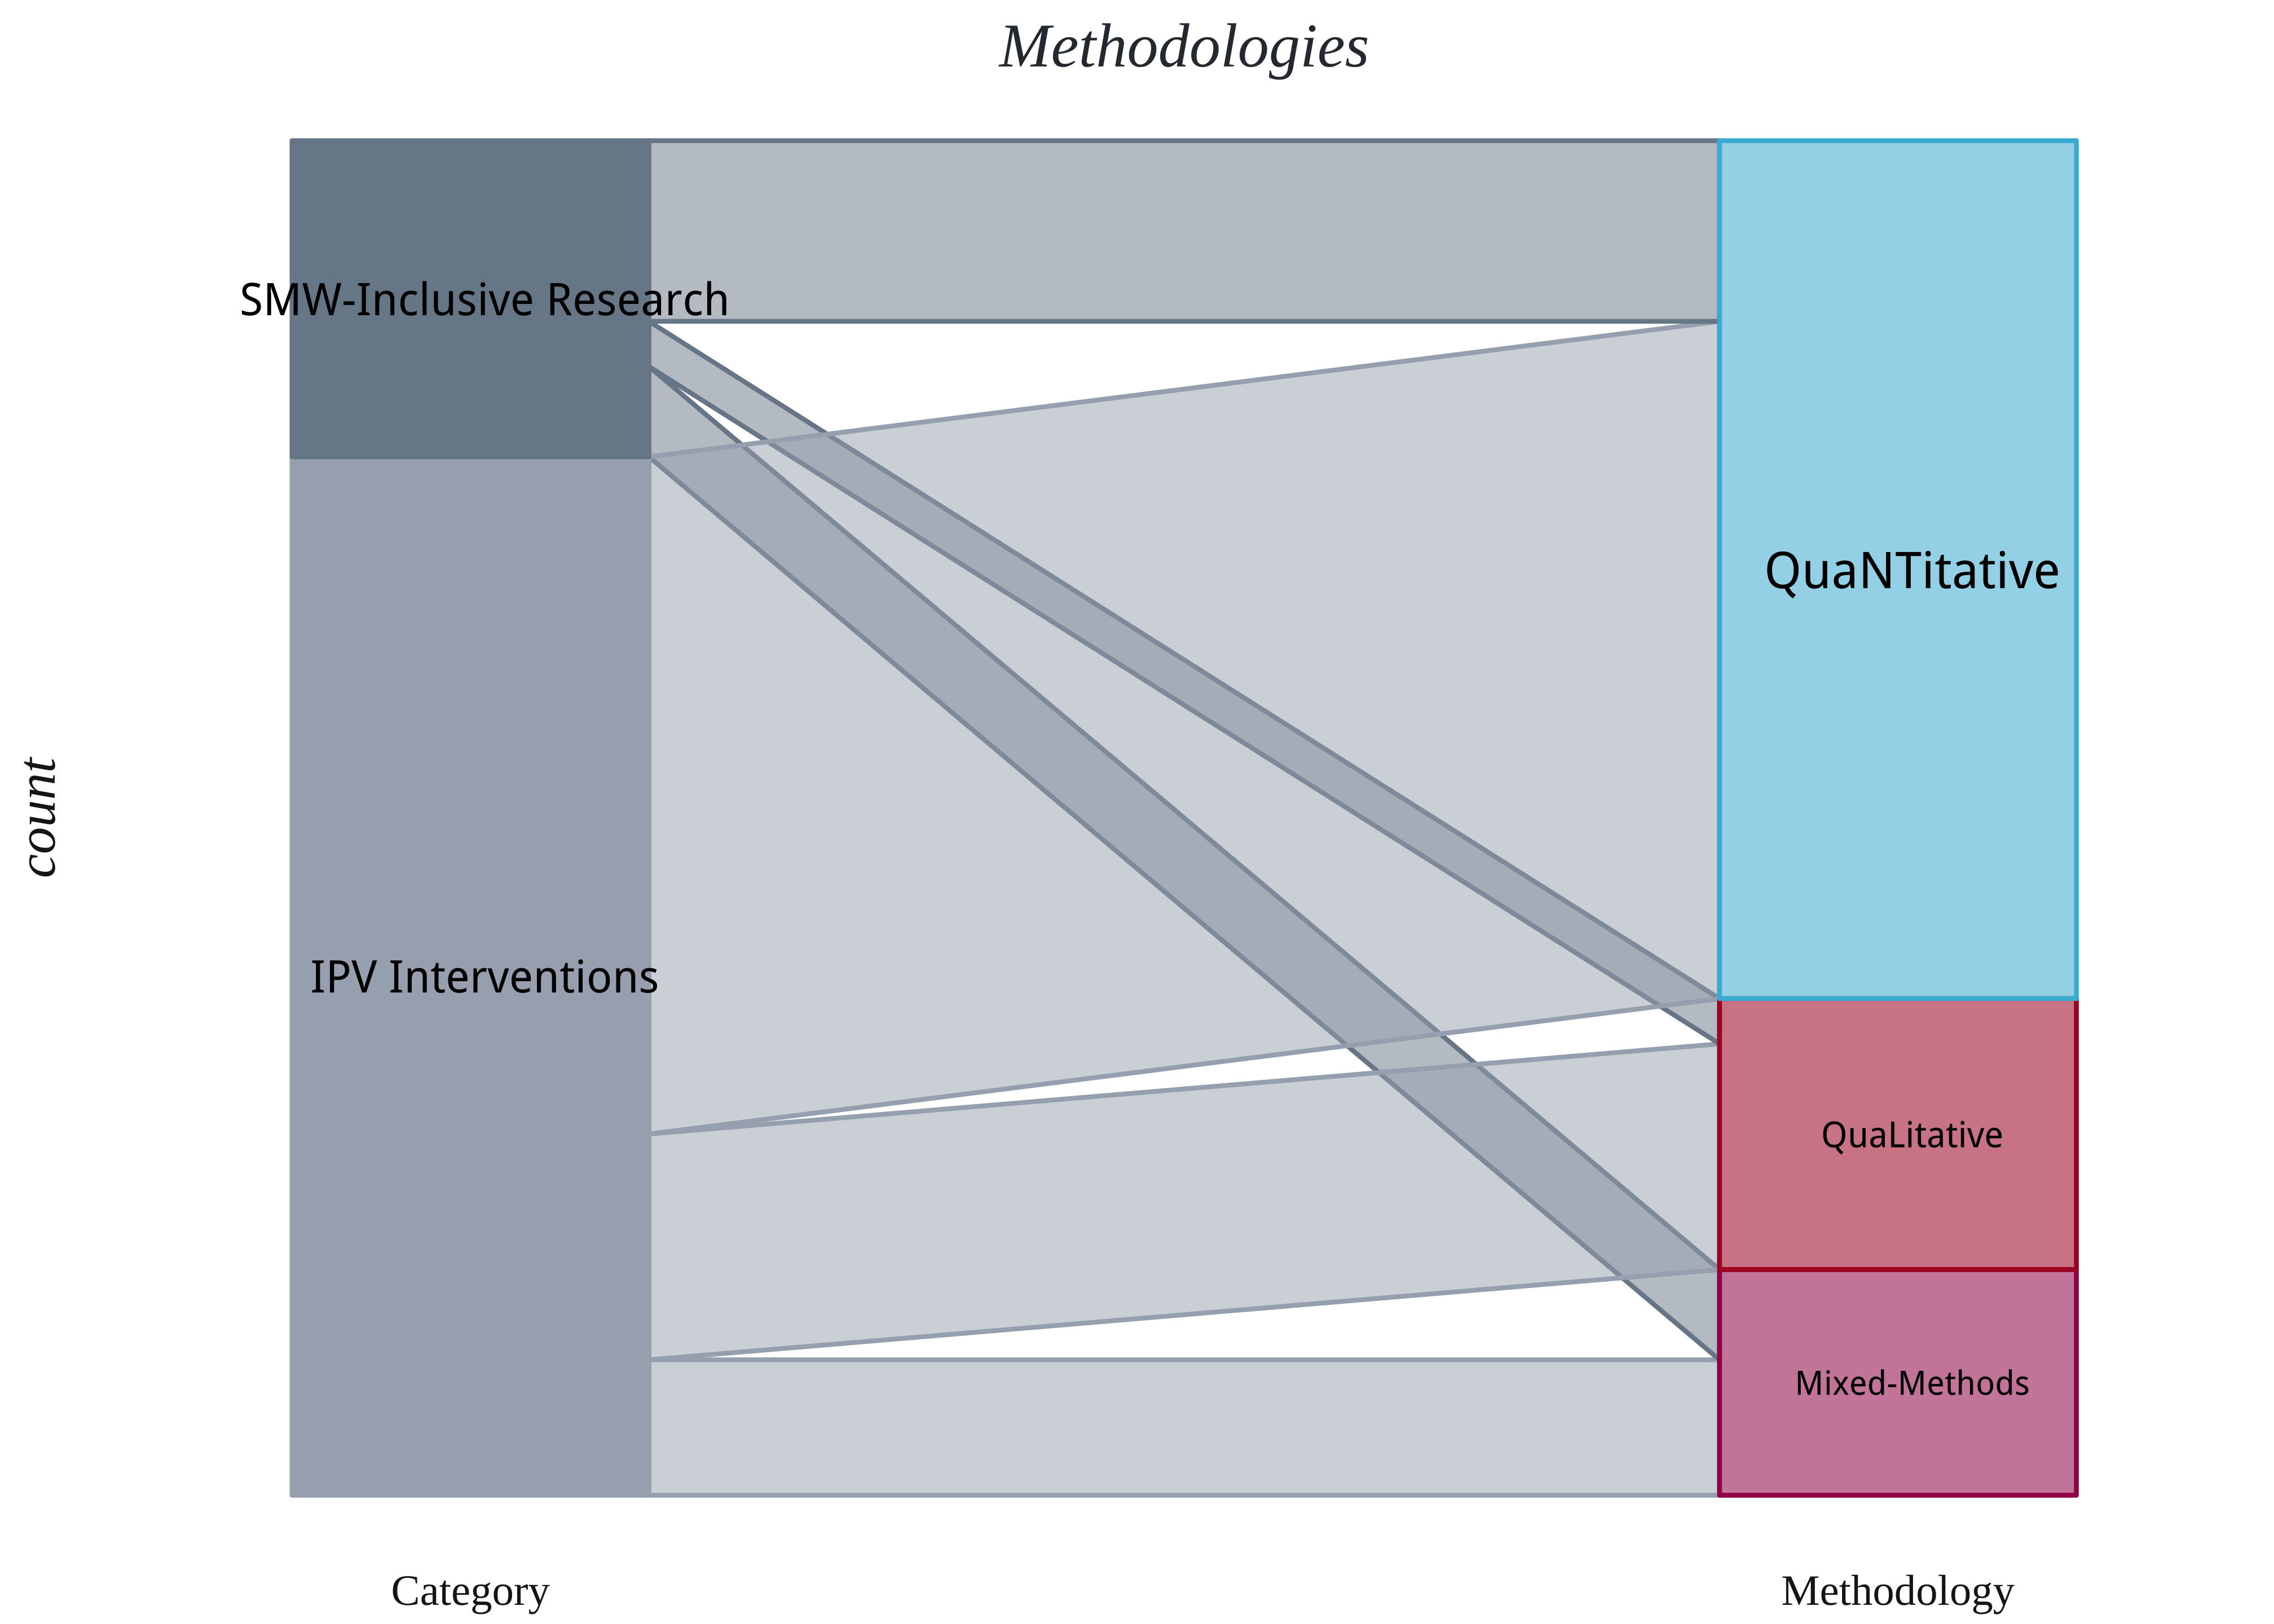 Methodologies
SMW-Inclusive Research
QuaNTitative
count
IPV Interventions
QuaLitative
Mixed-Methods
Category
Methodology